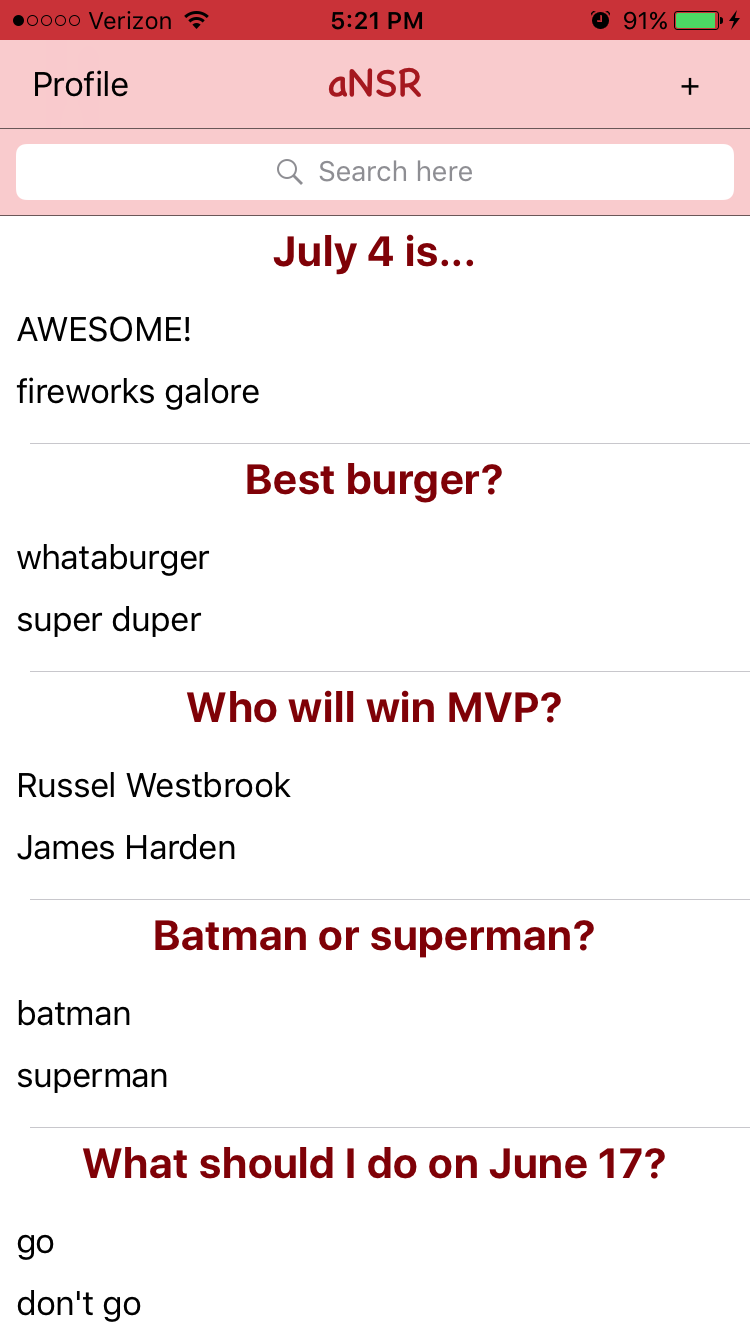 Verizon 5:21 PM 91%
Profile aNSR +
Search here
July 4 is...
AWESOME!
fireworks galore
Best burger?
whataburger
super duper
Who will win MVP?
Russel Westbrook
James Harden
Batman or superman?
batman
superman
What should I do on June 17?
go
don't go